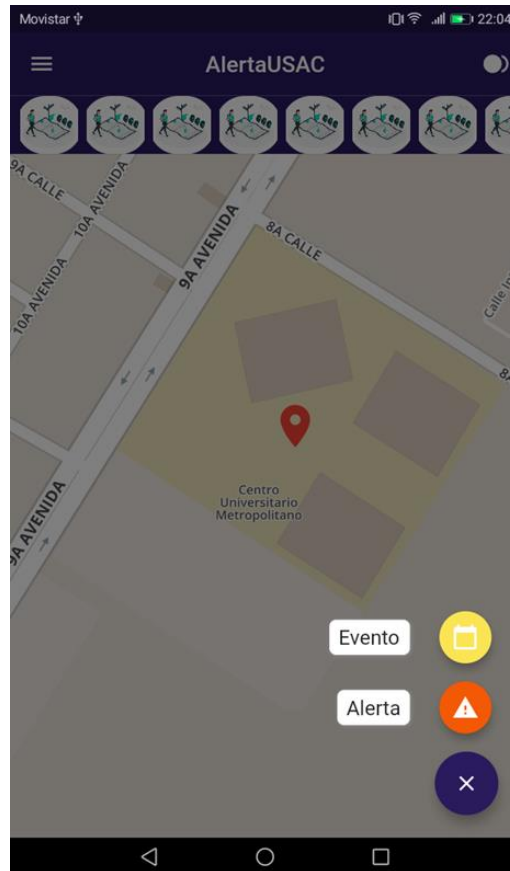 Movistar
22:04
AlertaUSAC
9A CALLE
10A AVENIDA
9A AVENIDA
8A CALLE
10A AVENIDA
8A
Centro
Universitario
Metropolitano
9A AVENIDA
Evento
Alerta